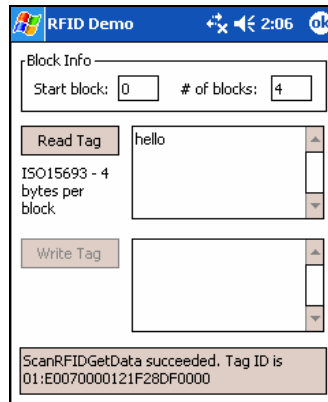 RFID Demo 2:06 ok
Block Info
Start block: 0 # of blocks: 4
Read Tag
hello
ISO15693 - 4
bytes per
block
Write Tag
ScanRFIDGetData succeeded. Tag ID is
01:E0070000121F28DF0000